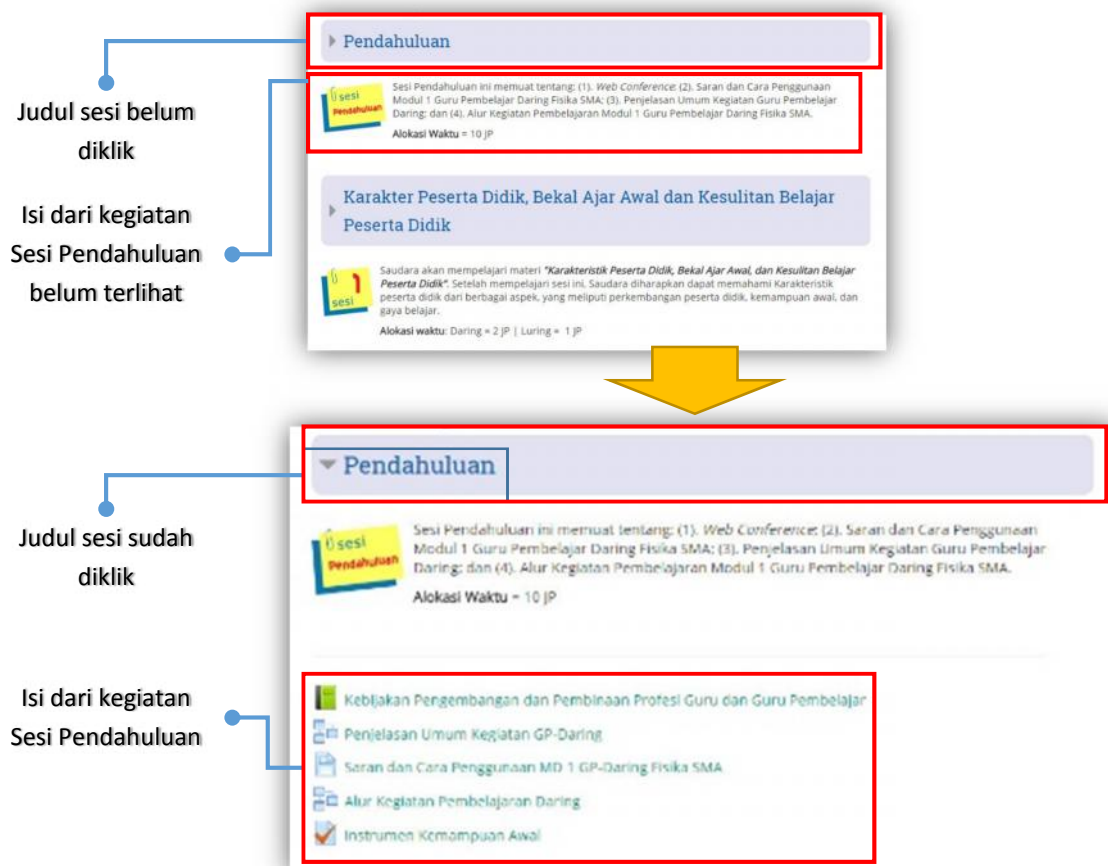 Pendahuluan
Judul sesi belum
diklik
sesi
Pendahuluan
Sesi Pendahuluan ini memuat tentang: (1). Web Conference; (2). Saran dan Cara Penggunaan
Modul 1 Guru Pembelajar Daring Fisika SMA; (3). Penjelasan Umum Kegiatan Guru Pembelajar
Daring; dan (4). Alur Kegiatan Pembelajaran Modul 1 Guru Pembelajar Daring Fisika SMA.
Alokasi Waktu = 10 JP
Isi dari kegiatan
Sesi Pendahuluan
belum terlihat
Karakter Peserta Didik, Bekal Ajar Awal dan Kesulitan Belajar
Peserta Didik
1
sesi
Saudara akan mempelajari materi "Karakteristik Peserta Didik, Bekal Ajar Awal, dan Kesulitan Belajar
Peserta Didik". Setelah mempelajari sesi ini, Saudara diharapkan dapat memahami Karakteristik
peserta didik dari berbagai aspek, yang meliputi perkembangan peserta didik, kemampuan awal, dan
gaya belajar.
Alokasi waktu: Daring = 2 JP | Luring = 1 JP
Pendahuluan
Judul sesi sudah
diklik
sesi
Pendahuluan
Sesi Pendahuluan ini memuat tentang: (1). Web Conference; (2). Saran dan Cara Penggunaan
Modul 1 Guru Pembelajar Daring Fisika SMA; (3). Penjelasan Umum Kegiatan Guru Pembelajar
Daring; dan (4). Alur Kegiatan Pembelajaran Modul 1 Guru Pembelajar Daring Fisika SMA.
Alokasi Waktu = 10 JP
Isi dari kegiatan
Sesi Pendahuluan
Kebijakan Pengembangan dan Pembinaan Profesi Guru dan Guru Pembelajar
Penjelasan Umum Kegiatan GP-Daring
Saran dan Cara Penggunaan MD 1 GP-Daring Fisika SMA
Alur Kegiatan Pembelajaran Daring
Instrumen Kemampuan Awal